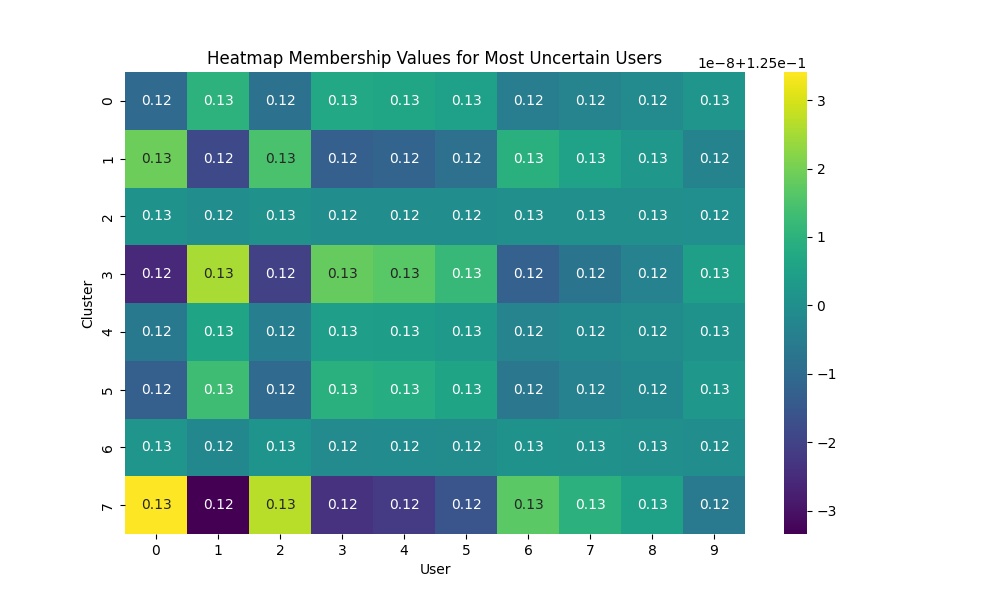 Heatmap Membership Values for Most Uncertain Users
1e−8+1.25e−1
0 0.12 0.13 0.12 0.13 0.13 0.13 0.12 0.12 0.12 0.13
1 0.13 0.12 0.13 0.12 0.12 0.12 0.13 0.13 0.13 0.12
2 0.13 0.12 0.13 0.12 0.12 0.12 0.13 0.13 0.13 0.12
3 0.12 0.13 0.12 0.13 0.13 0.13 0.12 0.12 0.12 0.13
4 0.12 0.13 0.12 0.13 0.13 0.13 0.12 0.12 0.12 0.13
5 0.12 0.13 0.12 0.13 0.13 0.13 0.12 0.12 0.12 0.13
6 0.13 0.12 0.13 0.12 0.12 0.12 0.13 0.13 0.13 0.12
7 0.13 0.12 0.13 0.12 0.12 0.12 0.13 0.13 0.13 0.12
0 1 2 3 4 5 6 7 8 9
User
Cluster
3
2
1
0
−1
−2
−3